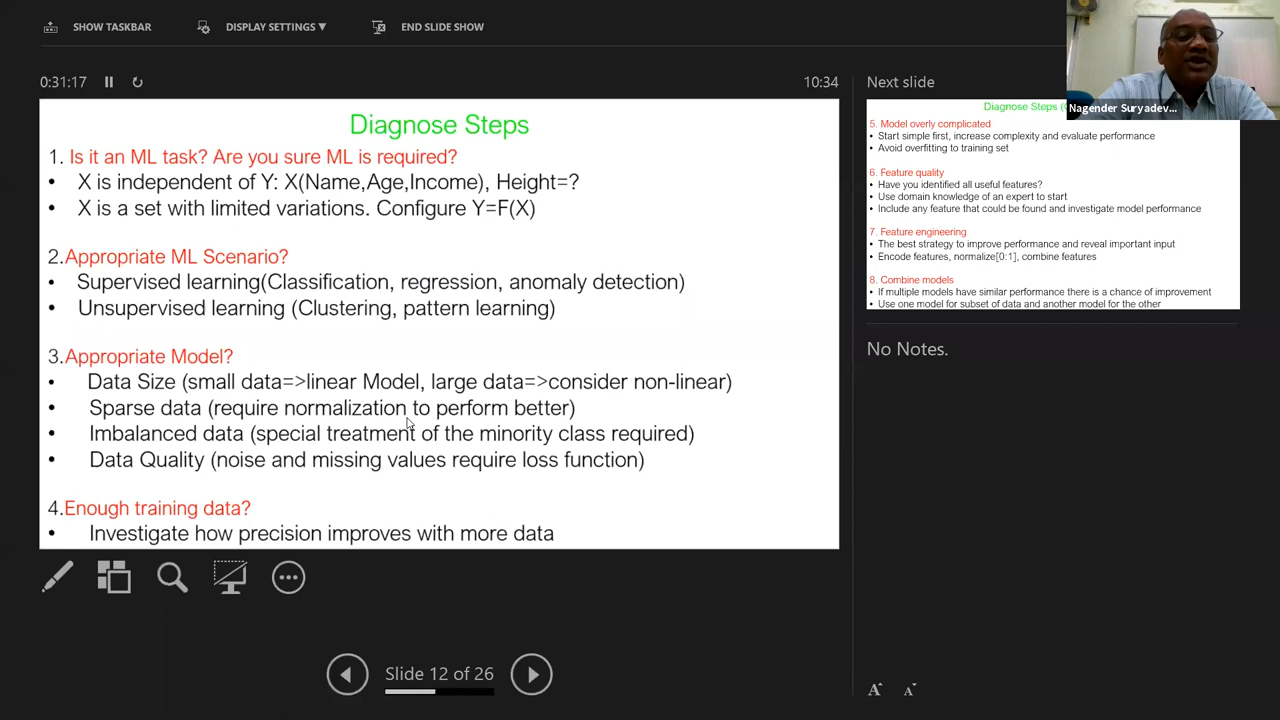 SHOW TASKBAR
DISPLAY SETTINGS ▼
END SLIDE SHOW
0:31:17
10:34
Diagnose Steps
1. Is it an ML task? Are you sure ML is required?
• X is independent of Y: X(Name,Age,Income), Height=?
• X is a set with limited variations. Configure Y=F(X)
2.Appropriate ML Scenario?
• Supervised learning(Classification, regression, anomaly detection)
• Unsupervised learning (Clustering, pattern learning)
3.Appropriate Model?
• Data Size (small data=>linear Model, large data=>consider non-linear)
• Sparse data (require normalization to perform better)
• Imbalanced data (special treatment of the minority class required)
• Data Quality (noise and missing values require loss function)
4.Enough training data?
• Investigate how precision improves with more data
Slide 12 of 26
Next slide
Nagender Suryadev...
Diagnose Steps
5. Model overly complicated
• Start simple first, increase complexity and evaluate performance
• Avoid overfitting to training set
6. Feature quality
• Have you identified all useful features?
• Use domain knowledge of an expert to start
• Include any feature that could be found and investigate model performance
7. Feature engineering
• The best strategy to improve performance and reveal important input
• Encode features, normalize[0:1], combine features
8. Combine models
• If multiple models have similar performance there is a chance of improvement
• Use one model for subset of data and another model for the other
No Notes.
A A